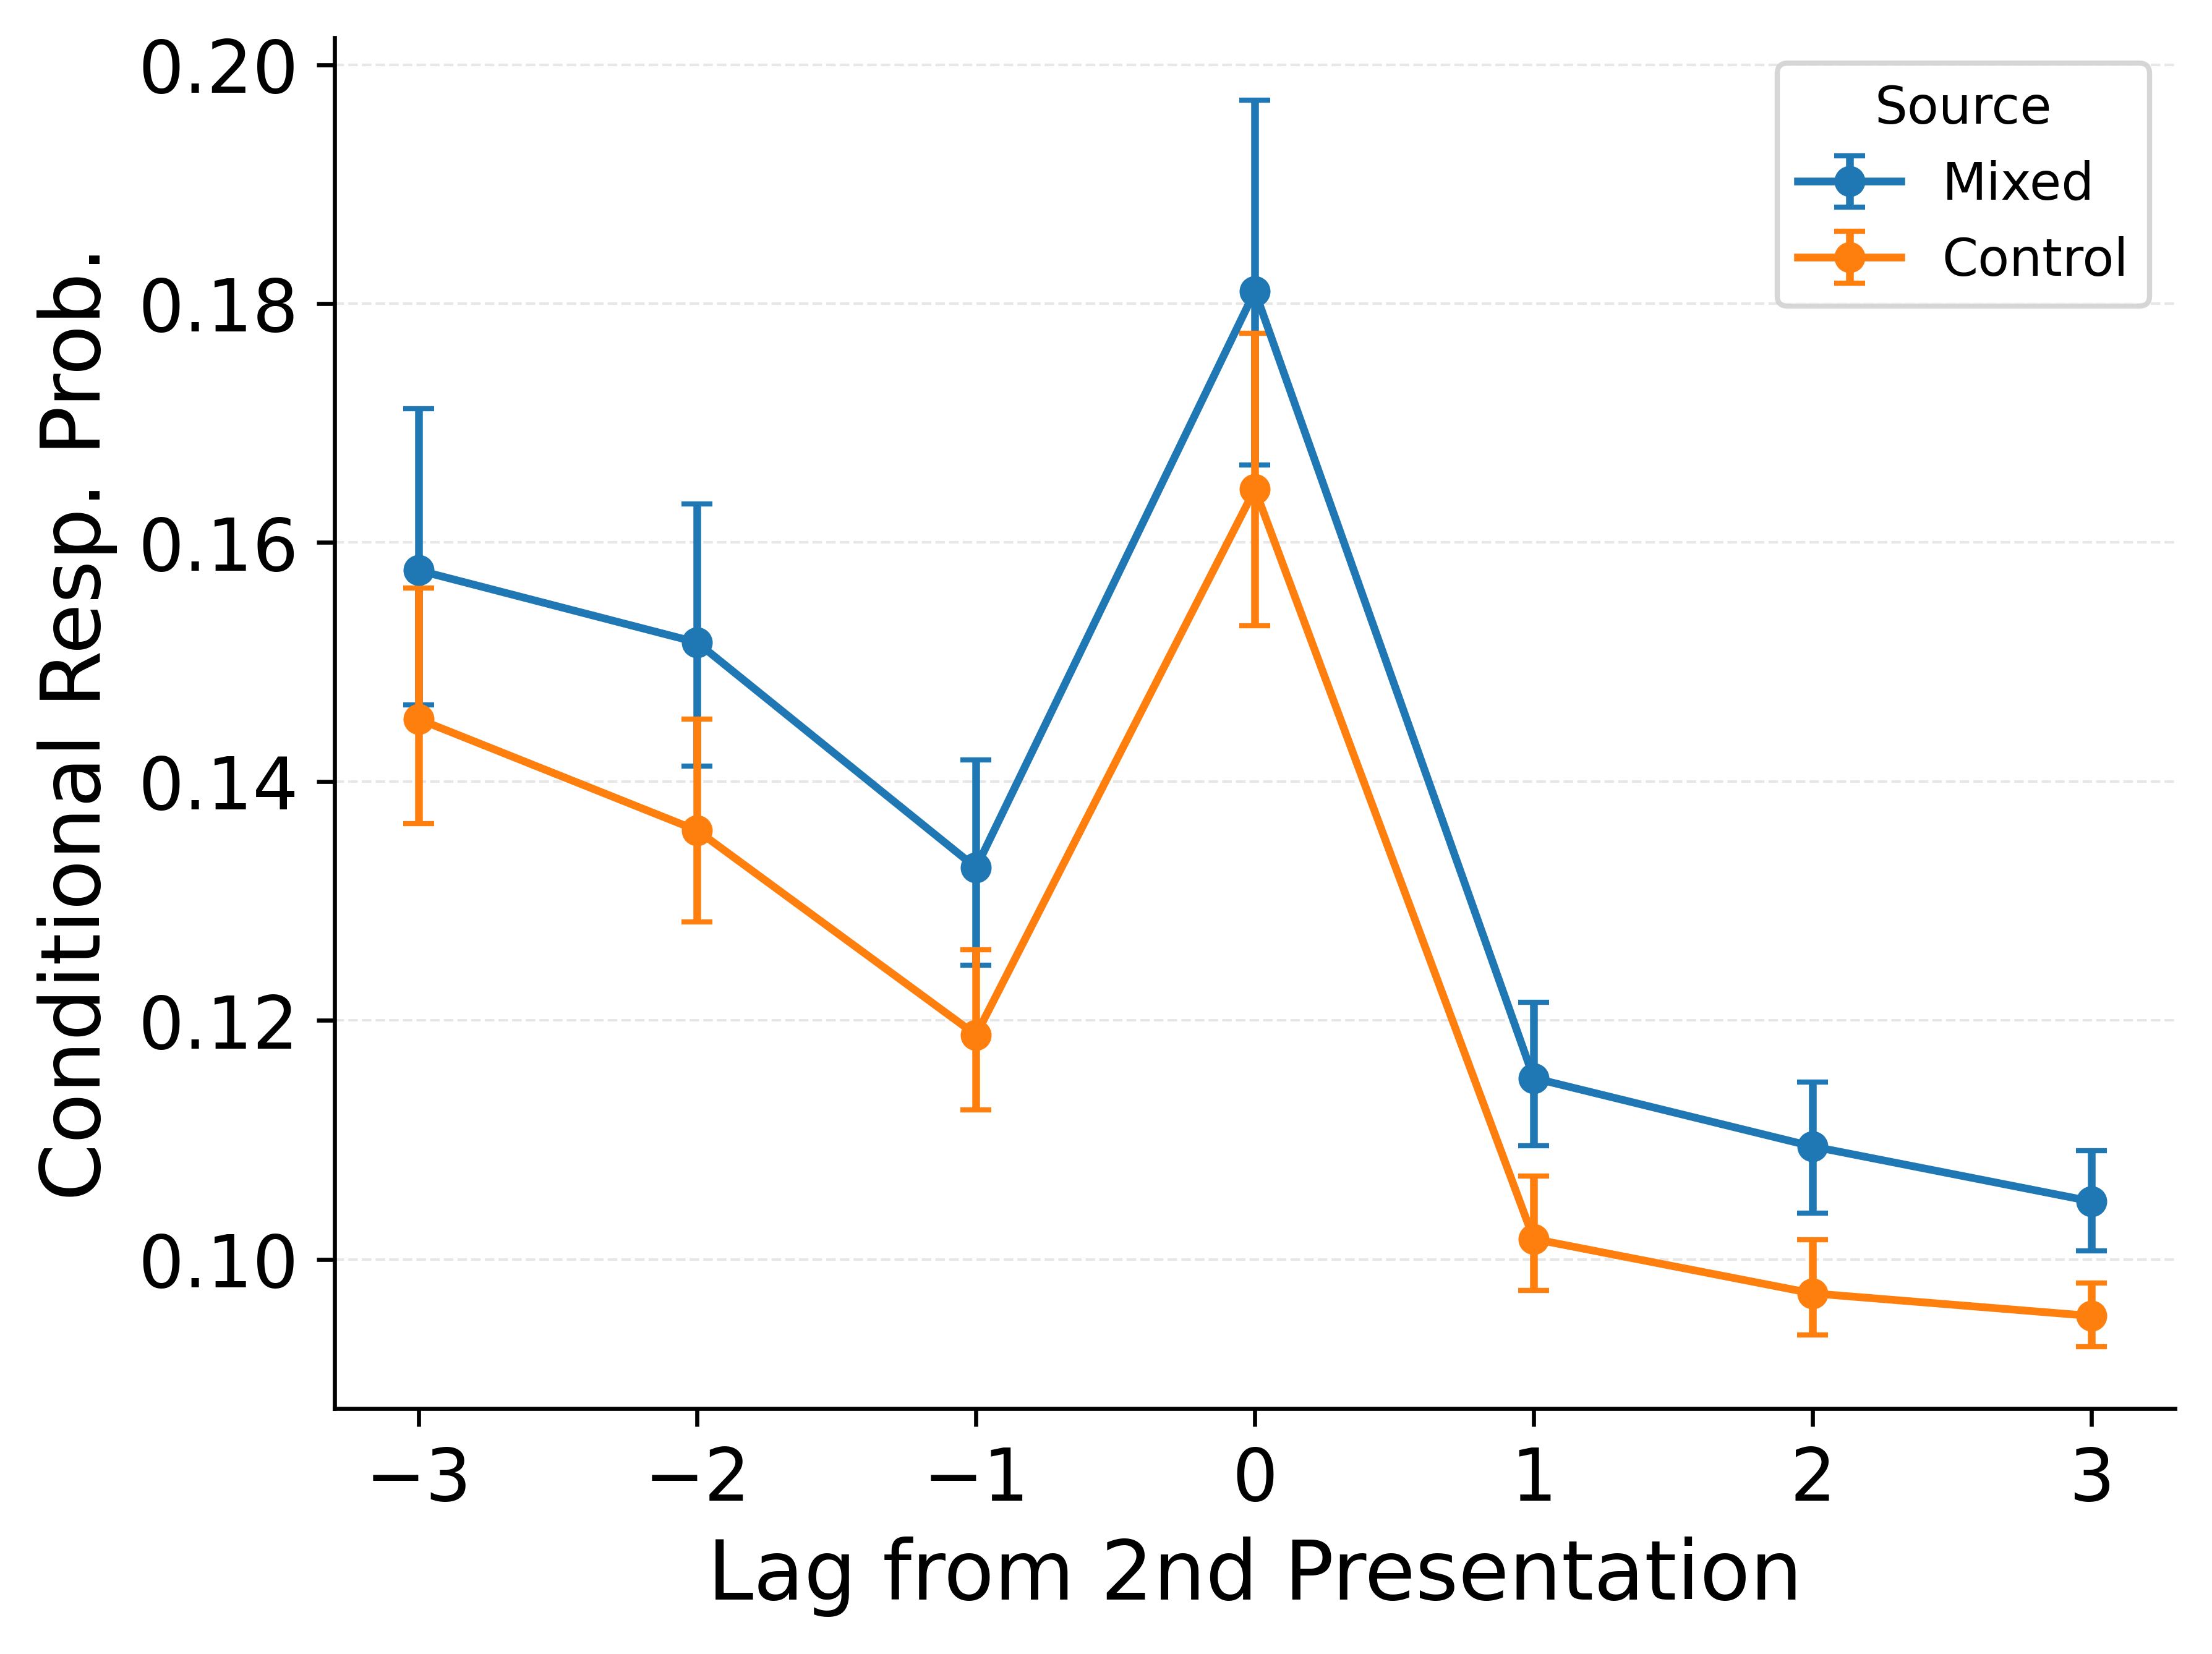 0.20
0.18
0.16
0.14
0.12
0.10
Conditional Resp. Prob.
Source
Mixed
Control
−3 −2 −1 0 1 2 3
Lag from 2nd Presentation